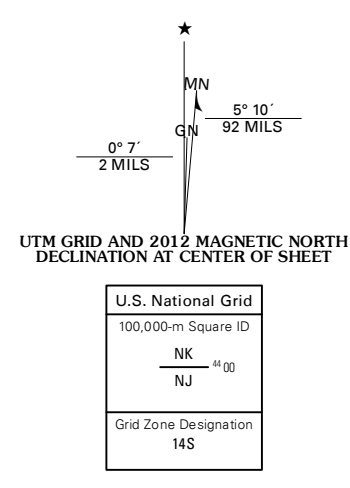 ★
MN
5° 10´
92 MILS
GN
0° 7´
2 MILS
UTM GRID AND 2012 MAGNETIC NORTH
DECLINATION AT CENTER OF SHEET
U.S. National Grid
100,000-m Square ID
NK
44 00
NJ
Grid Zone Designation
14S